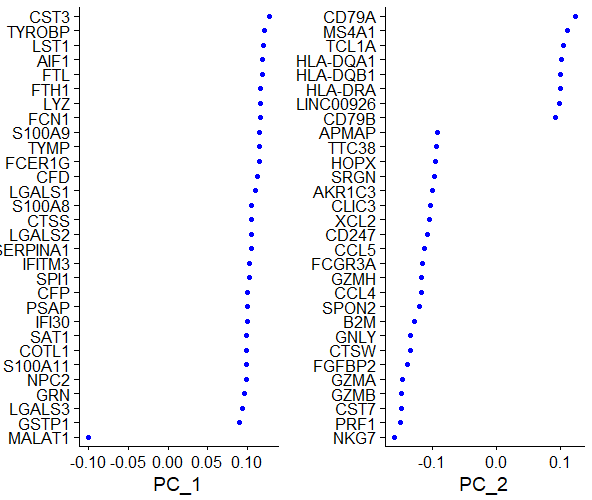 CST3
TYROBP
LST1
AIF1
FTL
FTH1
LYZ
FCN1
S100A9
TYMP
FCER1G
CFD
LGALS1
S100A8
CTSS
LGALS2
SERPINA1
IFITM3
SPI1
CFP
PSAP
IFI30
SAT1
COTL1
S100A11
NPC2
GRN
LGALS3
GSTP1
MALAT1
-0.10 -0.05 0.00 0.05 0.10
PC_1
CD79A
MS4A1
TCL1A
HLA-DQA1
HLA-DQB1
HLA-DRA
LINC00926
CD79B
APMAP
TTC38
HOPX
SRGN
AKR1C3
CLIC3
XCL2
CD247
CCL5
FCGR3A
GZMH
CCL4
SPON2
B2M
GNLY
CTSW
FGFBP2
GZMA
GZMB
CST7
PRF1
NKG7
-0.1 0.0 0.1
PC_2